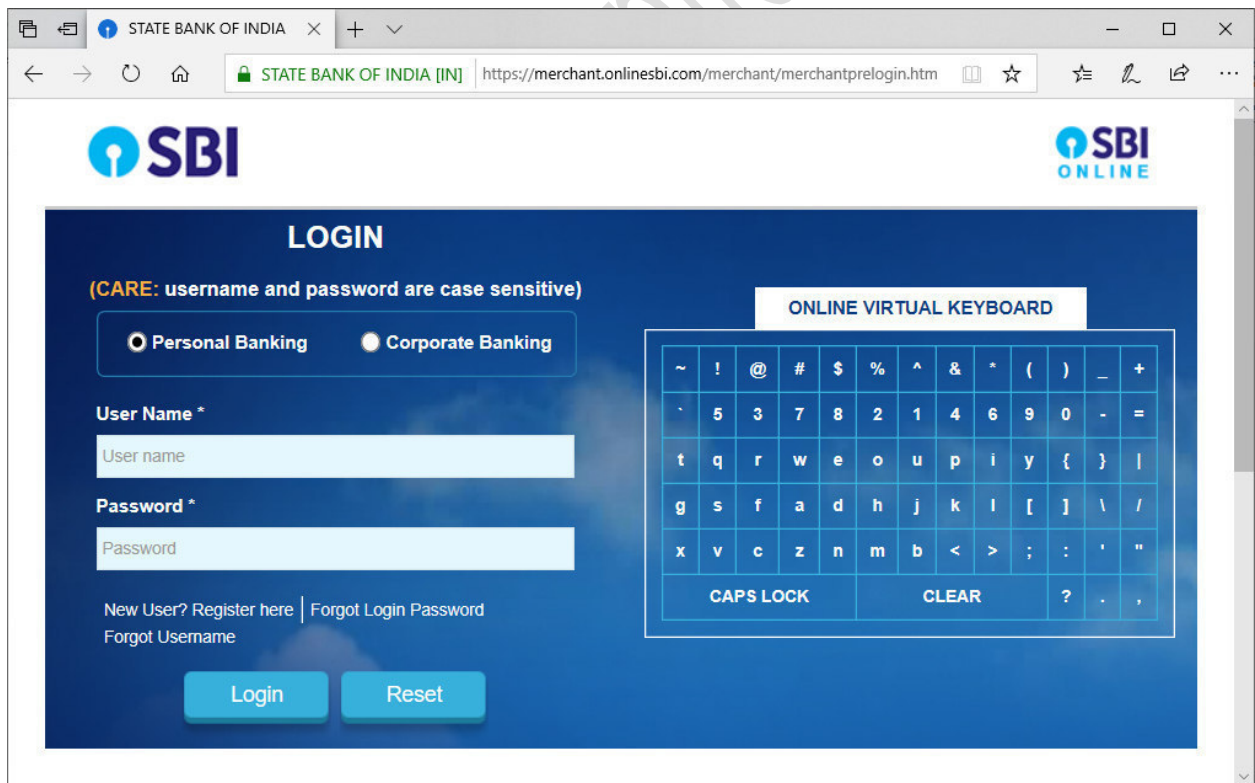 STATE BANK OF INDIA
STATE BANK OF INDIA [IN] https://merchant.onlinesbi.com/merchant/merchantprelogin.htm
SBI
SBI
ONLINE
LOGIN
(CARE: username and password are case sensitive)
Personal Banking Corporate Banking
User Name *
User name
Password *
Password
New User? Register here | Forgot Login Password
Forgot Username
Login Reset
ONLINE VIRTUAL KEYBOARD
~ ! @ # $ % ^ & * ( ) _ +
` 5 3 7 8 2 1 4 6 9 0 - =
t q r w e o u p i y { } |
g s f a d h j k l [ ] \ /
x v c z n m b < > ; : ' "
CAPS LOCK CLEAR ? . ,